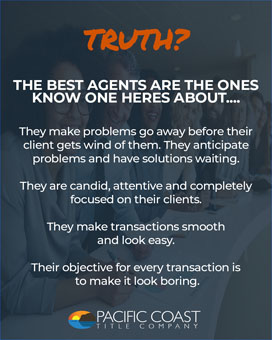 TRUTH?
THE BEST AGENTS ARE THE ONES
KNOW ONE HERES ABOUT....
They make problems go away before their
client gets wind of them. They anticipate
problems and have solutions waiting.
They are candid, attentive and completely
focused on their clients.
They make transactions smooth
and look easy.
Their objective for every transaction is
to make it look boring.
PACIFIC COAST
TITLE COMPANY